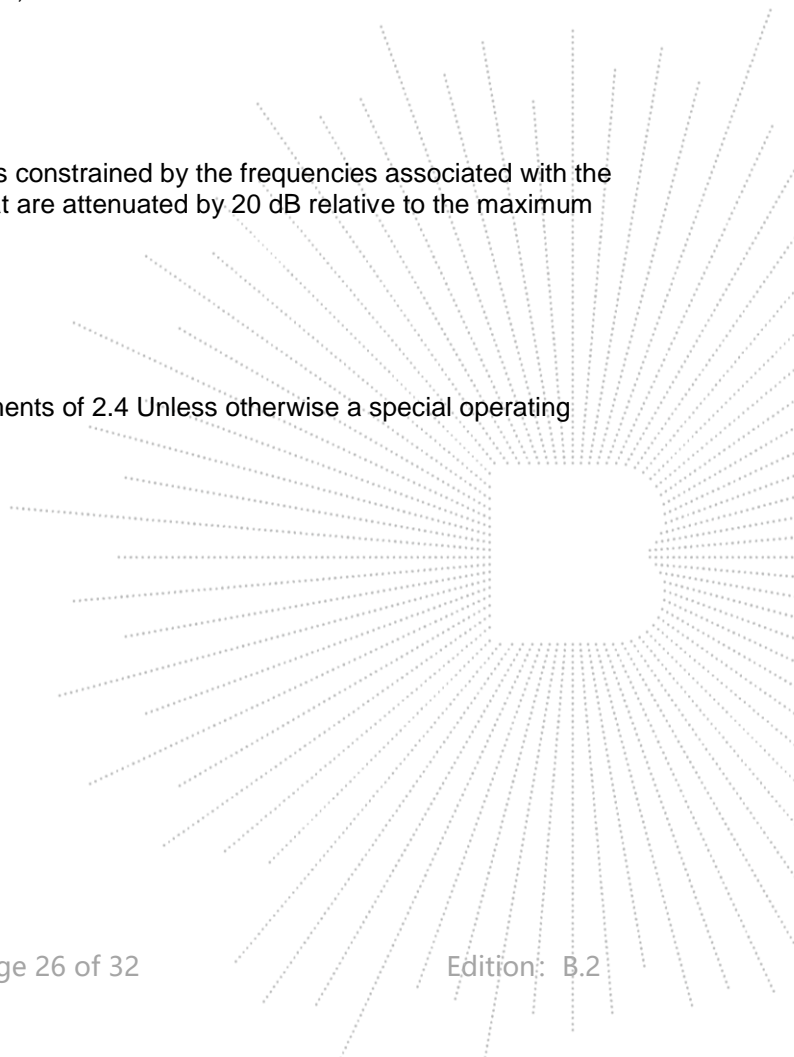 s constrained by the frequencies associated with the
t are attenuated by 20 dB relative to the maximum
nents of 2.4 Unless otherwise a special operating
ge 26 of 32 Edition: B.2